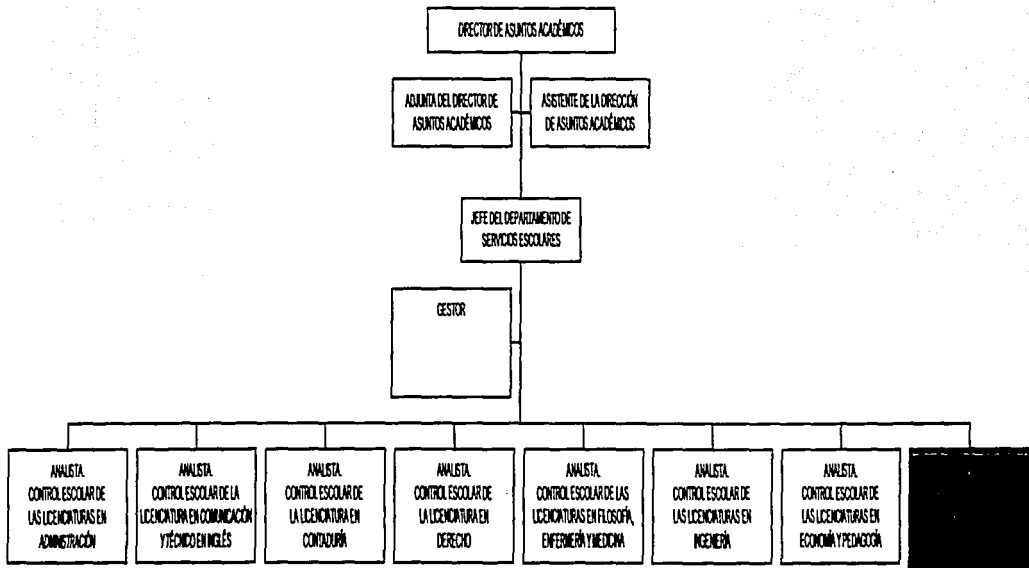 DIRECTOR DE ASUNTOS ACADÉMICOS
ADJUNTA DEL DIRECTOR DE
ASUNTOS ACADÉMICOS
ASISTENTE DE LA DIRECCIÓN
DE ASUNTOS ACADÉMICOS
JEFE DEL DEPARTAMENTO DE
SERVICIOS ESCOLARES
GESTOR
ANALISTA.
CONTROL ESCOLAR DE
LAS LICENCIATURAS EN
ADMINISTRACIÓN
ANALISTA.
CONTROL ESCOLAR DE LA
LICENCIATURA EN COMUNICACIÓN
Y TÉCNICO EN INGLÉS
ANALISTA.
CONTROL ESCOLAR DE
LA LICENCIATURA EN
CONTADURÍA
ANALISTA.
CONTROL ESCOLAR DE
LA LICENCIATURA EN
DERECHO
ANALISTA.
CONTROL ESCOLAR DE LAS
LICENCIATURAS EN FILOSOFÍA,
ENFERMERÍA Y MEDICINA
ANALISTA.
CONTROL ESCOLAR DE
LAS LICENCIATURAS EN
INGENIERÍA
ANALISTA.
CONTROL ESCOLAR DE
LAS LICENCIATURAS EN
ECONOMÍA Y PEDAGOGÍA